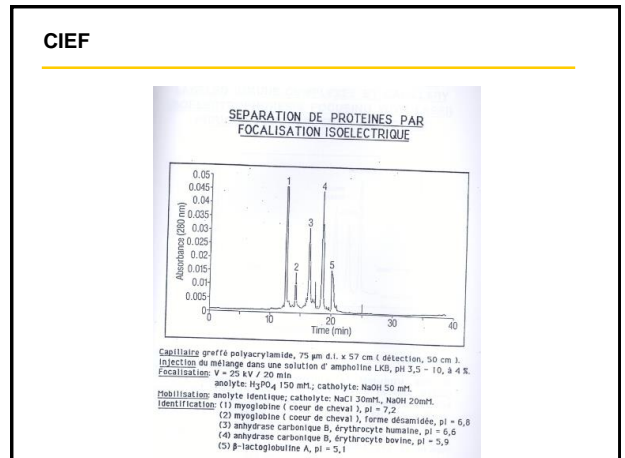 CIEF
SEPARATION DE PROTEINES PAR
FOCALISATION ISOELECTRIQUE
0.05
0.045
0.04
0.035
0.03
0.025
0.02
0.015
0.01
0.005
0
Absorbance (280 nm)
1
2
3
4
5
0 10 20 30 40
Time (min)
Capillaire greffé polyacrylamide, 75 µm d.i. x 57 cm ( détection, 50 cm ).
Injection du mélange dans une solution d' ampholine LKB, pH 3,5 - 10, à 4 %.
Focalisation: V = 25 kV / 20 min
anolyte: H3PO4 150 mM.; catholyte: NaOH 50 mM.
Mobilisation: anolyte identique; catholyte: NaCl 30mM., NaOH 20mM.
Identification: (1) myoglobine ( coeur de cheval ), pI = 7,2
(2) myoglobine ( coeur de cheval ), forme désamidée, pI = 6,8
(3) anhydrase carbonique B, érythrocyte humaine, pI = 6,6
(4) anhydrase carbonique B, érythrocyte bovine, pI = 5,9
(5) β-lactoglobuline A, pI = 5,1